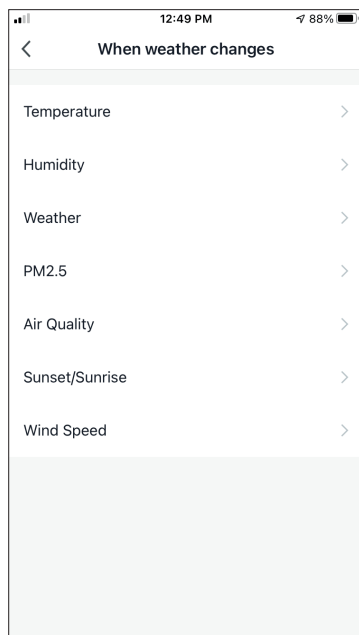 12:49 PM 88%
When weather changes
Temperature
Humidity
Weather
PM2.5
Air Quality
Sunset/Sunrise
Wind Speed